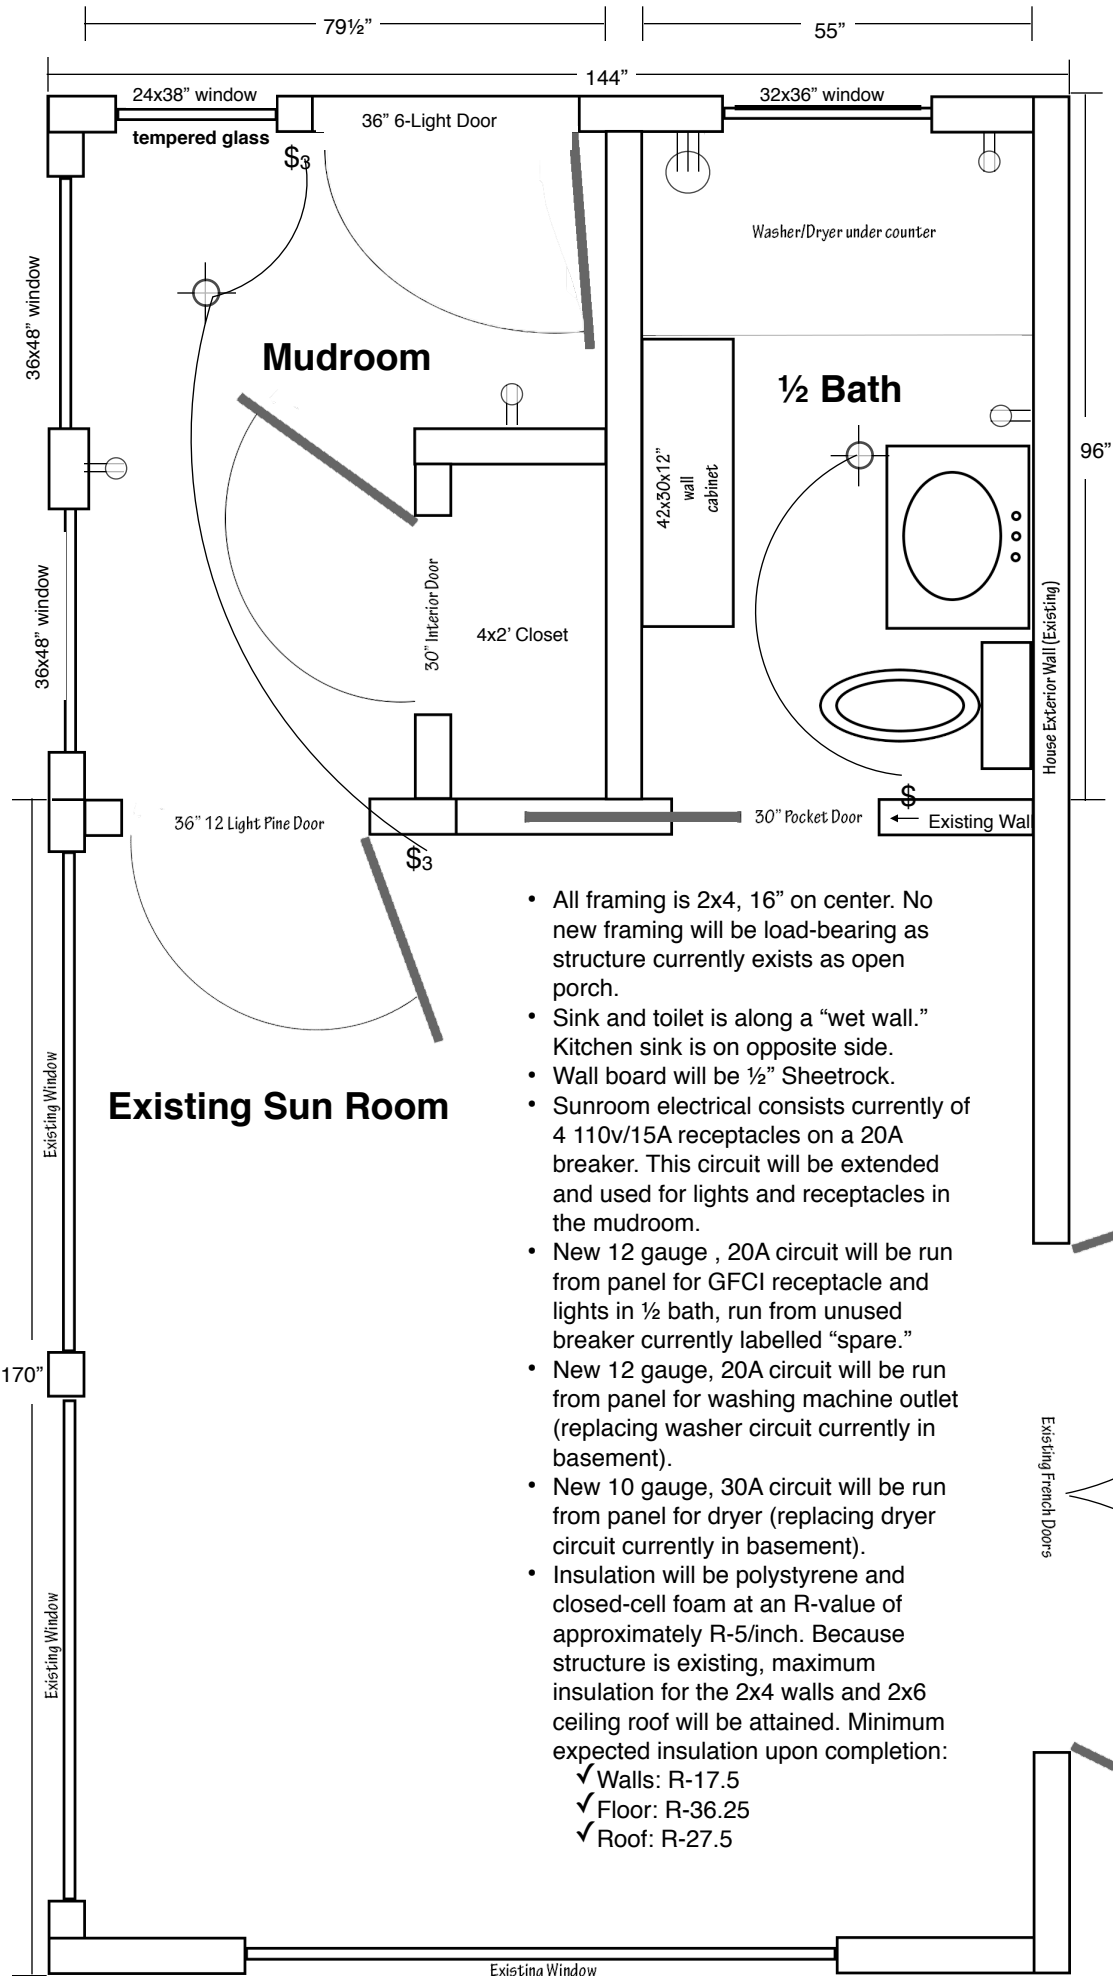 79½”
55”
144”
24x38” window
32x36” window
tempered glass
36” 6-Light Door
$3
Washer/Dryer under counter
36x48” window
Mudroom
½ Bath
96”
42x30x12”
wall
cabinet
36x48” window
30” Interior Door
4x2’ Closet
House Exterior Wall (Existing)
$
36” 12 Light Pine Door
30” Pocket Door
Existing Wall
$3
• All framing is 2x4, 16” on center. No
new framing will be load-bearing as
structure currently exists as open
porch.
• Sink and toilet is along a “wet wall.”
Kitchen sink is on opposite side.
• Wall board will be ½” Sheetrock.
• Sunroom electrical consists currently of
4 110v/15A receptacles on a 20A
breaker. This circuit will be extended
and used for lights and receptacles in
the mudroom.
• New 12 gauge , 20A circuit will be run
from panel for GFCI receptacle and
lights in ½ bath, run from unused
breaker currently labelled “spare.”
• New 12 gauge, 20A circuit will be run
from panel for washing machine outlet
(replacing washer circuit currently in
basement).
• New 10 gauge, 30A circuit will be run
from panel for dryer (replacing dryer
circuit currently in basement).
• Insulation will be polystyrene and
closed-cell foam at an R-value of
approximately R-5/inch. Because
structure is existing, maximum
insulation for the 2x4 walls and 2x6
ceiling roof will be attained. Minimum
expected insulation upon completion:
✓Walls: R-17.5
✓Floor: R-36.25
✓Roof: R-27.5
Existing Window
Existing Sun Room
170”
Existing French Doors
Existing Window
Existing Window